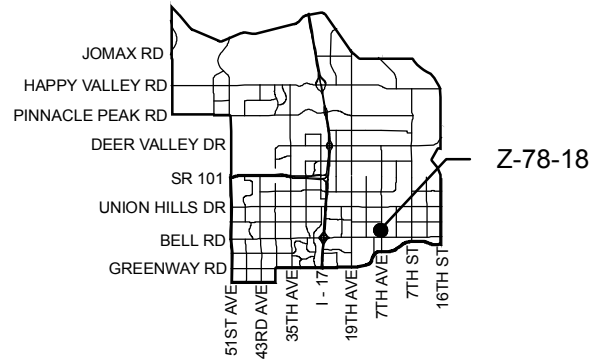 JOMAX RD
HAPPY VALLEY RD
PINNACLE PEAK RD
DEER VALLEY DR
Z-78-18
SR 101
UNION HILLS DR
BELL RD
GREENWAY RD
51ST AVE
43RD AVE
35TH AVE
I - 17
19TH AVE
7TH AVE
7TH ST
16TH ST